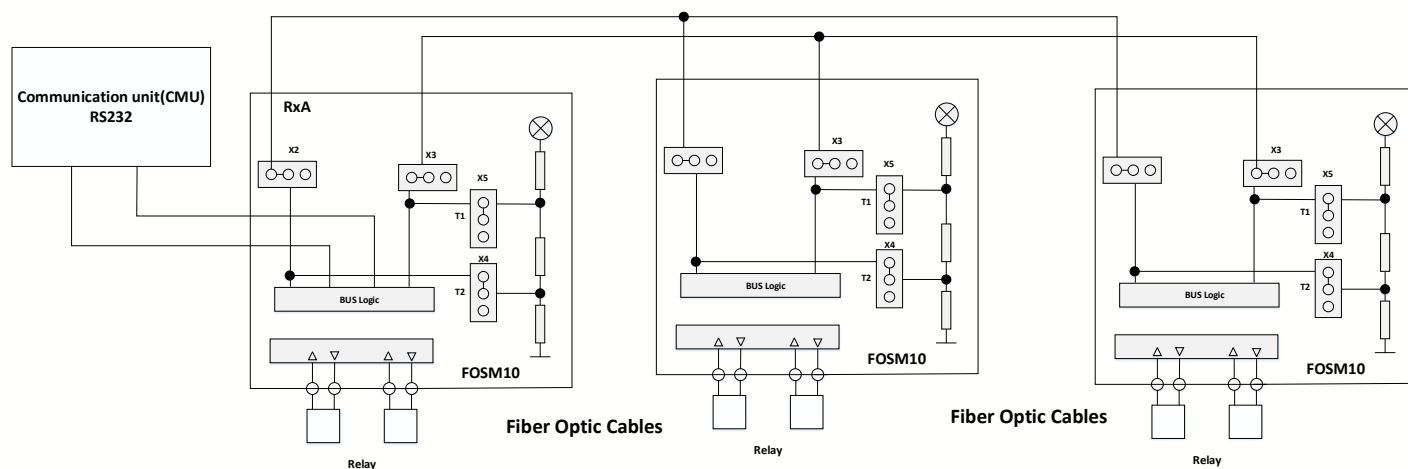 Communication unit(CMU)
RS232
RxA
X2
X3
X5
T1
X4
T2
BUS Logic
FOSM10
Relay
Fiber Optic Cables
X3
X5
T1
X4
T2
BUS Logic
FOSM10
Relay
Fiber Optic Cables
X3
X5
T1
X4
T2
BUS Logic
FOSM10
Relay